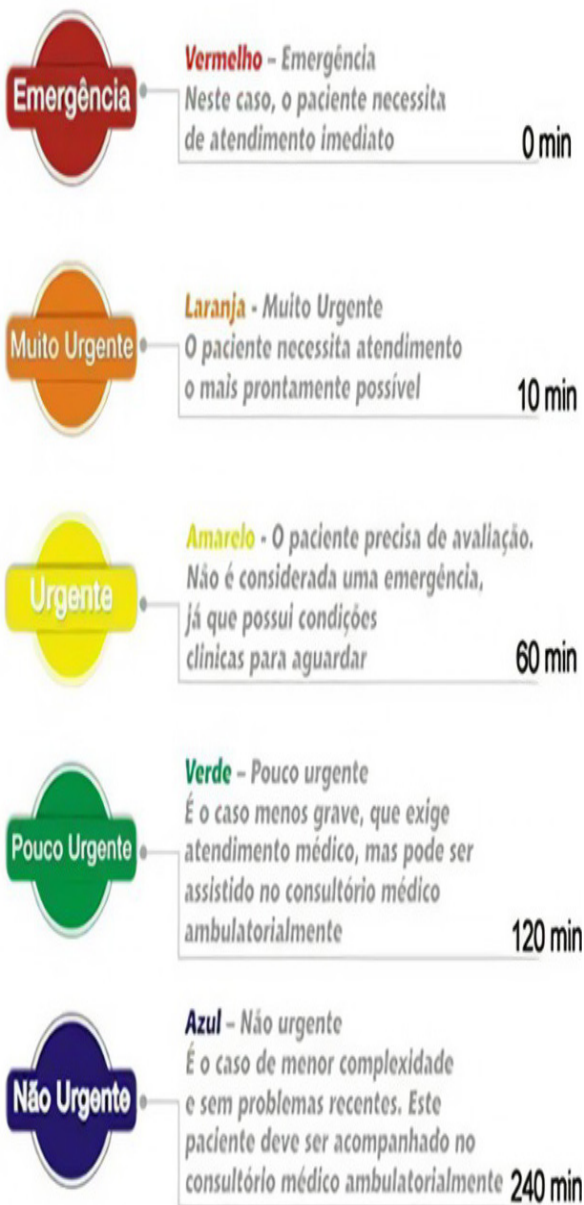 Emergência
Vermelho – Emergência
Neste caso, o paciente necessita
de atendimento imediato
0 min
Muito Urgente
Laranja - Muito Urgente
O paciente necessita atendimento
o mais prontamente possível
10 min
Urgente
Amarelo - O paciente precisa de avaliação.
Não é considerada uma emergência,
já que possui condições
clinicas para aguardar
60 min
Pouco Urgente
Verde – Pouco urgente
É o caso menos grave, que exige
atendimento médico, mas pode ser
assistido no consultório médico
ambulatorialmente
120 min
Não Urgente
Azul – Não urgente
É o caso de menor complexidade
e sem problemas recentes. Este
paciente deve ser acompanhado no
consultório médico ambulatorialmente
240 min